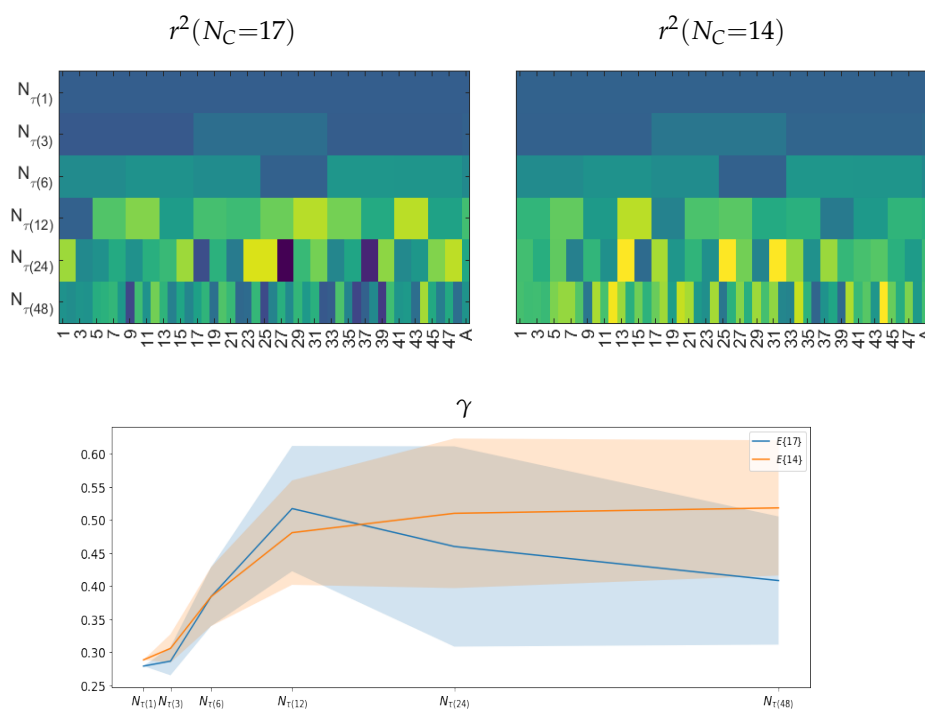 r²(N_C=17) r²(N_C=14)
N_τ(1)
N_τ(3)
N_τ(6)
N_τ(12)
N_τ(24)
N_τ(48)
1 3 5 7 9 11 13 15 17 19 21 23 25 27 29 31 33 35 37 39 41 43 45 47 A
1 3 5 7 9 11 13 15 17 19 21 23 25 27 29 31 33 35 37 39 41 43 45 47 A
γ
0.60
0.55
0.50
0.45
0.40
0.35
0.30
0.25
E{17}
E{14}
N_τ(1) N_τ(3) N_τ(6) N_τ(12) N_τ(24) N_τ(48)